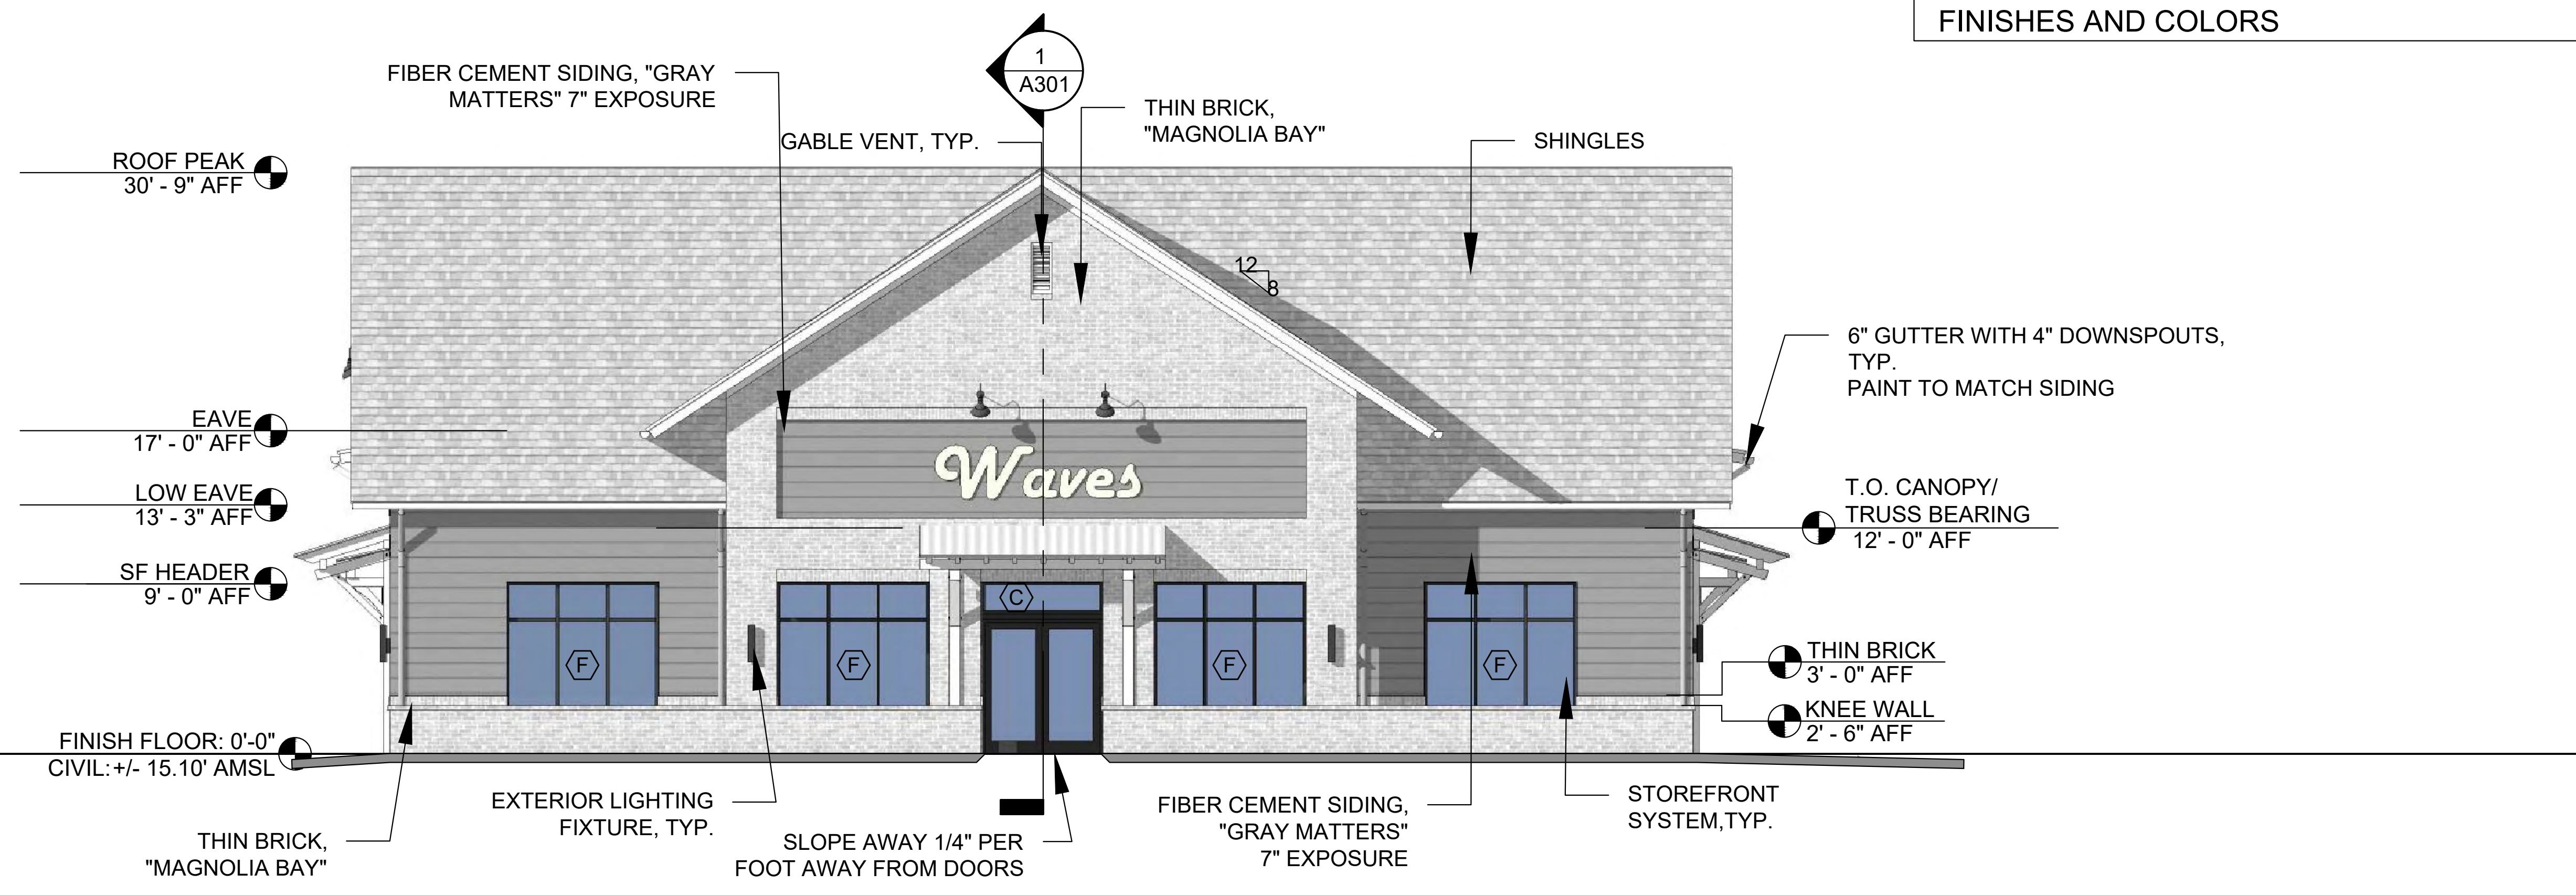 FINISHES AND COLORS
1
A301
FIBER CEMENT SIDING, "GRAY
MATTERS" 7" EXPOSURE
THIN BRICK,
"MAGNOLIA BAY"
GABLE VENT, TYP.
SHINGLES
ROOF PEAK
30' - 9" AFF
12
8
6" GUTTER WITH 4" DOWNSPOUTS,
TYP.
PAINT TO MATCH SIDING
EAVE
17' - 0" AFF
Waves
LOW EAVE
13' - 3" AFF
T.O. CANOPY/
TRUSS BEARING
12' - 0" AFF
SF HEADER
9' - 0" AFF
C
F
F
F
F
THIN BRICK
3' - 0" AFF
KNEE WALL
2' - 6" AFF
FINISH FLOOR: 0'-0"
CIVIL:+/- 15.10' AMSL
EXTERIOR LIGHTING
FIXTURE, TYP.
THIN BRICK,
"MAGNOLIA BAY"
SLOPE AWAY 1/4" PER
FOOT AWAY FROM DOORS
FIBER CEMENT SIDING,
"GRAY MATTERS"
7" EXPOSURE
STOREFRONT
SYSTEM,TYP.